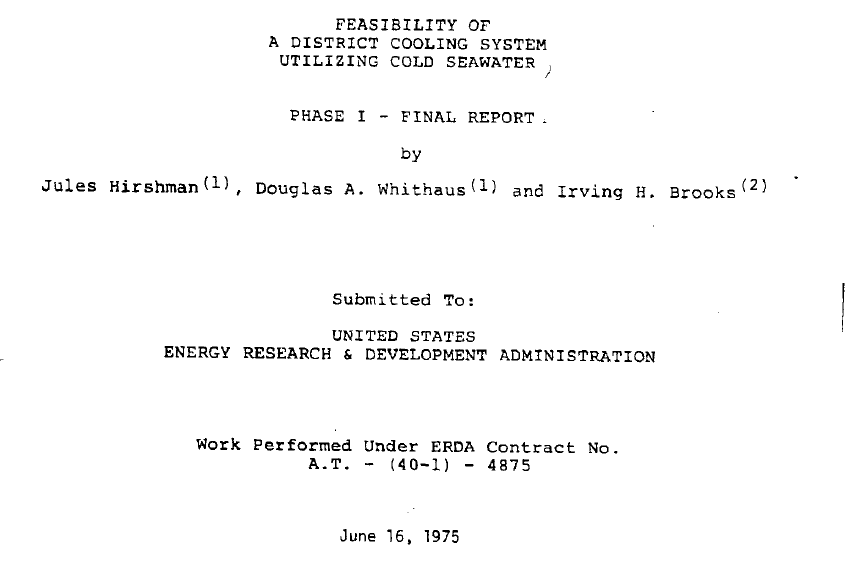 FEASIBILITY OF
A DISTRICT COOLING SYSTEM
UTILIZING COLD SEAWATER
PHASE I - FINAL REPORT
by
Jules Hirshman(1), Douglas A. Whithaus(1) and Irving H. Brooks(2)
Submitted To:
UNITED STATES
ENERGY RESEARCH & DEVELOPMENT ADMINISTRATION
Work Performed Under ERDA Contract No.
A.T. - (40-1) - 4875
June 16, 1975